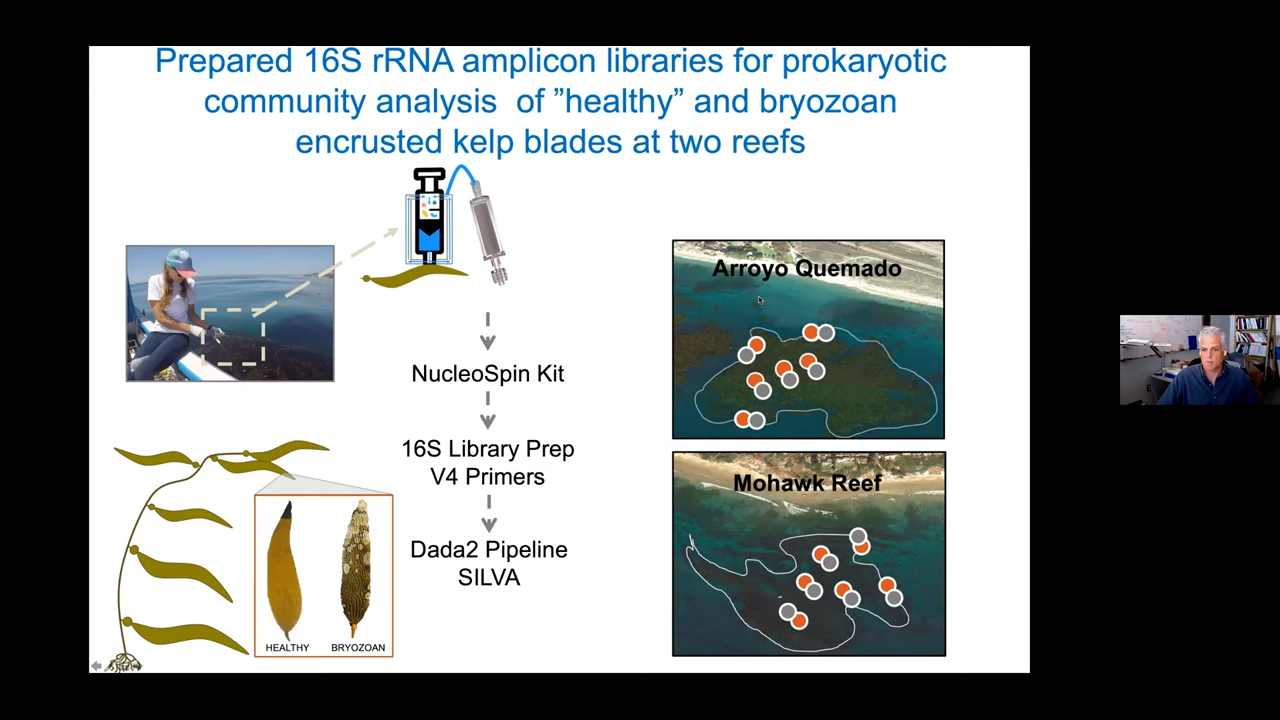 Prepared 16S rRNA amplicon libraries for prokaryotic
community analysis  of ”healthy” and bryozoan
encrusted kelp blades at two reefs
NucleoSpin Kit
16S Library Prep
V4 Primers
Dada2 Pipeline
SILVA
HEALTHY
BRYOZOAN
Arroyo Quemado
Mohawk Reef